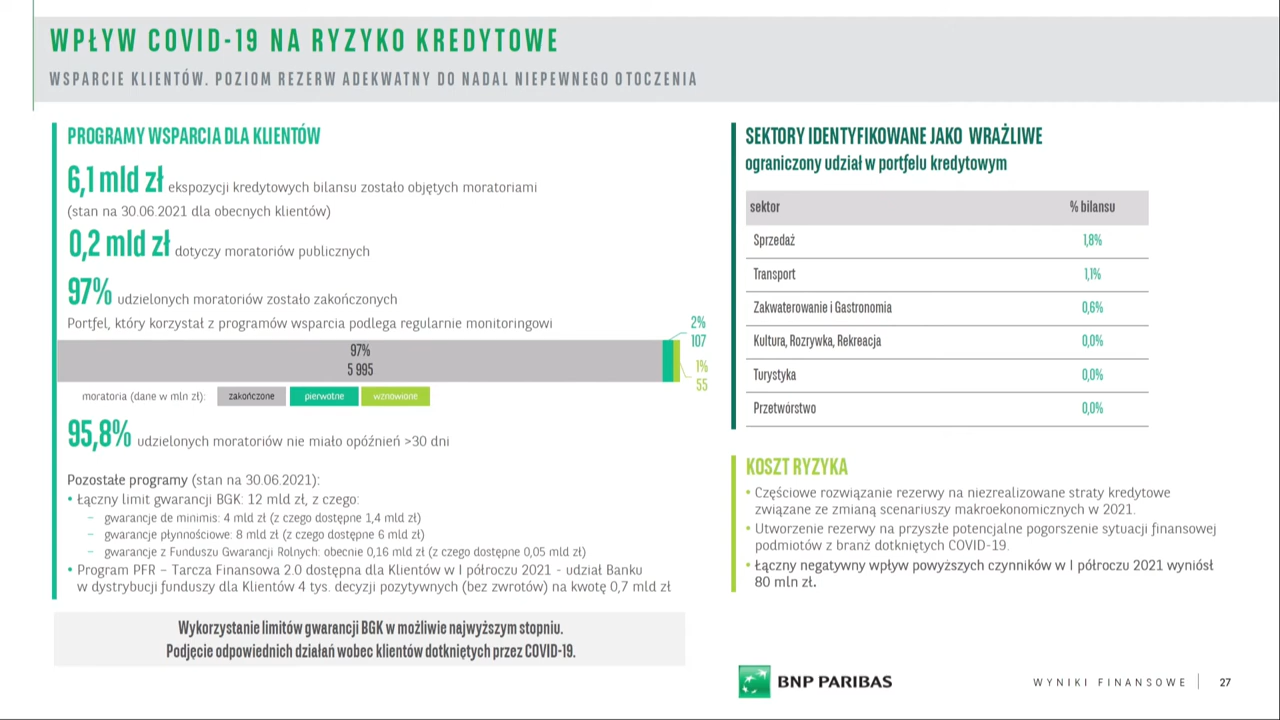 WPŁYW COVID-19 NA RYZYKO KREDYTOWE
WSPARCIE KLIENTÓW. POZIOM REZERW ADEKWATNY DO NADAL NIEPEWNEGO OTOCZENIA
PROGRAMY WSPARCIA DLA KLIENTÓW
6,1 mld zł ekspozycji kredytowych bilansu zostało objętych moratoriami
(stan na 30.06.2021 dla obecnych klientów)
0,2 mld zł dotyczy moratoriów publicznych
97% udzielonych moratoriów zostało zakończonych
Portfel, który korzystał z programów wsparcia podlega regularnie monitoringowi
2%
107
97%
5 995
1%
55
moratoria (dane w mln zł): zakończone pierwotne wznowione
95,8% udzielonych moratoriów nie miało opóźnień >30 dni
Pozostałe programy (stan na 30.06.2021):
• Łączny limit gwarancji BGK: 12 mld zł, z czego:
– gwarancje de minimis: 4 mld zł (z czego dostępne 1,4 mld zł)
– gwarancje płynnościowe: 8 mld zł (z czego dostępne 6 mld zł)
– gwarancje z Funduszu Gwarancji Rolnych: obecnie 0,16 mld zł (z czego dostępne 0,05 mld zł)
• Program PFR – Tarcza Finansowa 2.0 dostępna dla Klientów w I półroczu 2021 - udział Banku
w dystrybucji funduszy dla Klientów 4 tys. decyzji pozytywnych (bez zwrotów) na kwotę 0,7 mld zł
Wykorzystanie limitów gwarancji BGK w możliwie najwyższym stopniu.
Podjęcie odpowiednich działań wobec klientów dotkniętych przez COVID-19.
SEKTORY IDENTYFIKOWANE JAKO WRAŻLIWE
ograniczony udział w portfelu kredytowym
sektor % bilansu
Sprzedaż 1,8%
Transport 1,1%
Zakwaterowanie i Gastronomia 0,6%
Kultura, Rozrywka, Rekreacja 0,0%
Turystyka 0,0%
Przetwórstwo 0,0%
KOSZT RYZYKA
• Częściowe rozwiązanie rezerwy na niezrealizowane straty kredytowe
związane ze zmianą scenariuszy makroekonomicznych w 2021.
• Utworzenie rezerwy na przyszłe potencjalne pogorszenie sytuacji finansowej
podmiotów z branż dotkniętych COVID-19.
• Łączny negatywny wpływ powyższych czynników w I półroczu 2021 wyniósł
80 mln zł.
BNP PARIBAS
WYNIKI FINANSOWE | 27